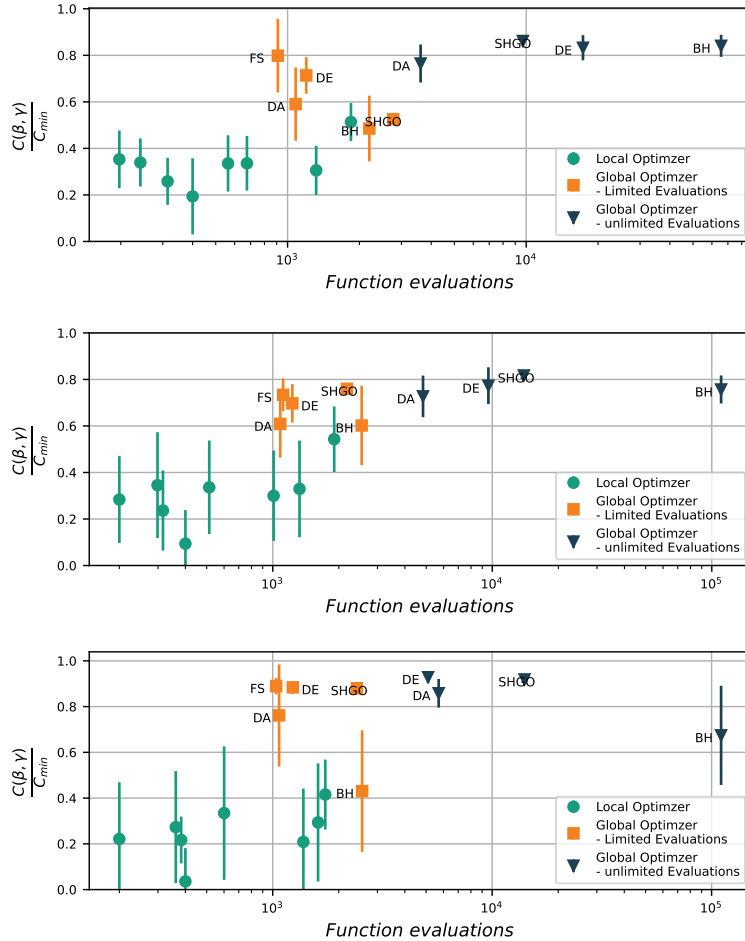 1.0
0.8
0.6
0.4
0.2
0.0
C(β, γ)
C_min
FS
DE
DA
BH
SHGO
DA
SHGO
DE
BH
Local Optimzer
Global Optimzer
- Limited Evaluations
Global Optimzer
- unlimited Evaluations
10³
10⁴
Function evaluations
1.0
0.8
0.6
0.4
0.2
0.0
C(β, γ)
C_min
FS
DE
DA
SHGO
BH
DA
DE
SHGO
BH
Local Optimzer
Global Optimzer
- Limited Evaluations
Global Optimzer
- unlimited Evaluations
10³
10⁴
10⁵
Function evaluations
1.0
0.8
0.6
0.4
0.2
0.0
C(β, γ)
C_min
FS
DE
DA
SHGO
BH
DE
DA
SHGO
BH
Local Optimzer
Global Optimzer
- Limited Evaluations
Global Optimzer
- unlimited Evaluations
10³
10⁴
10⁵
Function evaluations